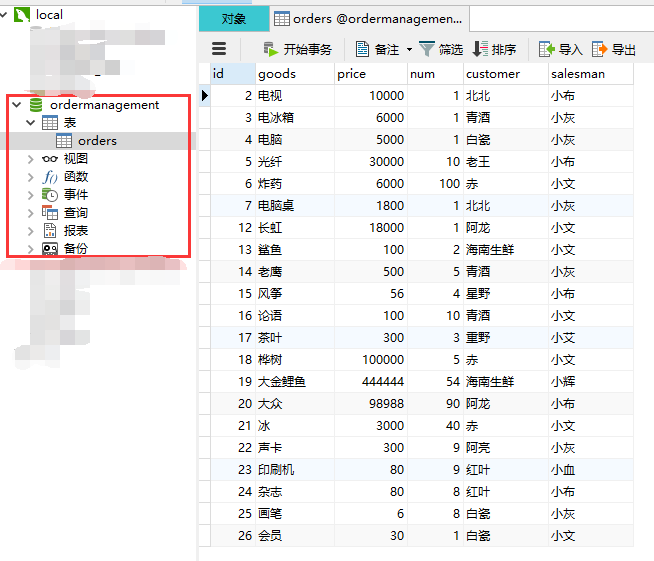 local
ordermanagement
表
orders
视图
函数
事件
查询
报表
备份
对象 orders @ordermanagemen...
开始事务 备注 筛选 排序 导入 导出
id goods price num customer salesman
2 电视 10000 1 北北 小布
3 电冰箱 6000 1 青酒 小灰
4 电脑 5000 1 白瓷 小灰
5 光纤 30000 10 老王 小布
6 炸药 6000 100 赤 小文
7 电脑桌 1800 1 北北 小灰
12 长虹 18000 1 阿龙 小文
13 鲨鱼 100 2 海南生鲜 小文
14 老鹰 500 5 青酒 小灰
15 风筝 56 4 星野 小布
16 论语 100 10 青酒 小文
17 茶叶 300 3 重野 小艾
18 桦树 100000 5 赤 小文
19 大金鲤鱼 444444 54 海南生鲜 小辉
20 大众 98988 90 阿龙 小布
21 冰 3000 40 赤 小文
22 声卡 300 9 阿亮 小灰
23 印刷机 80 9 红叶 小血
24 杂志 80 8 红叶 小布
25 画笔 6 8 白瓷 小灰
26 会员 30 1 白瓷 小文